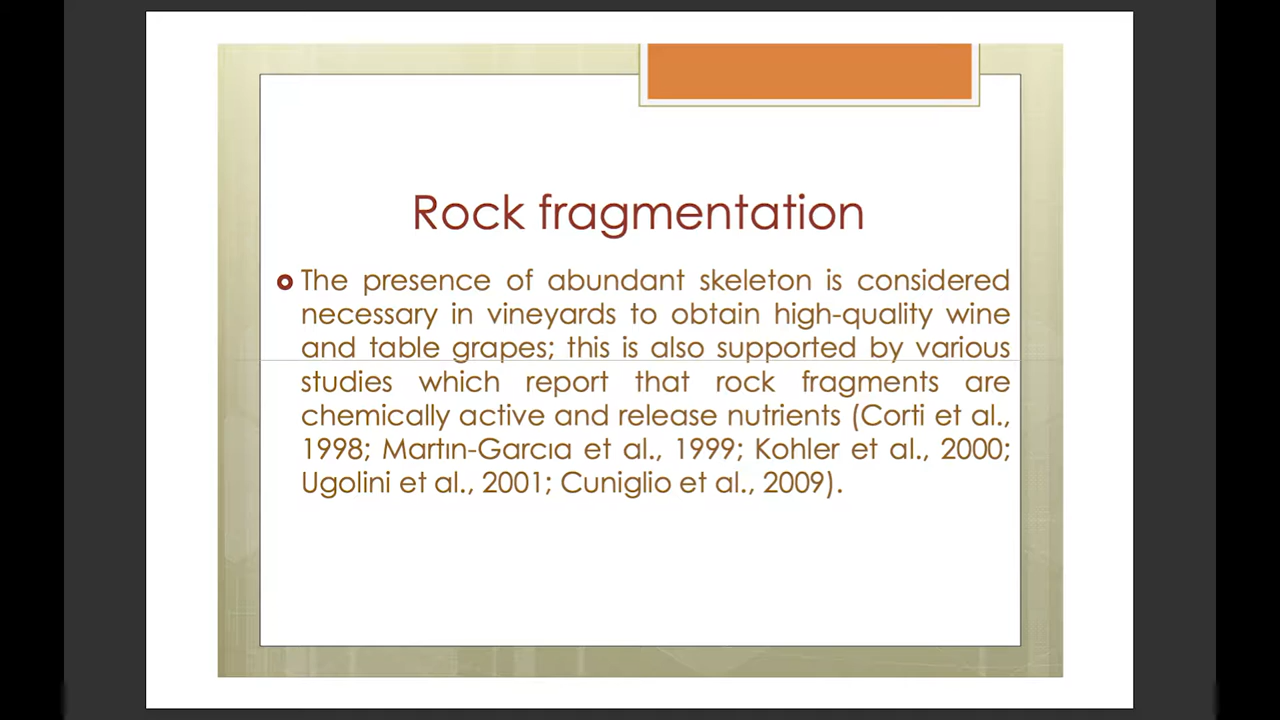 Rock fragmentation
The presence of abundant skeleton is considered
necessary in vineyards to obtain high-quality wine
and table grapes; this is also supported by various
studies which report that rock fragments are
chemically active and release nutrients (Corti et al.,
1998; Martın-Garcıa et al., 1999; Kohler et al., 2000;
Ugolini et al., 2001; Cuniglio et al., 2009).